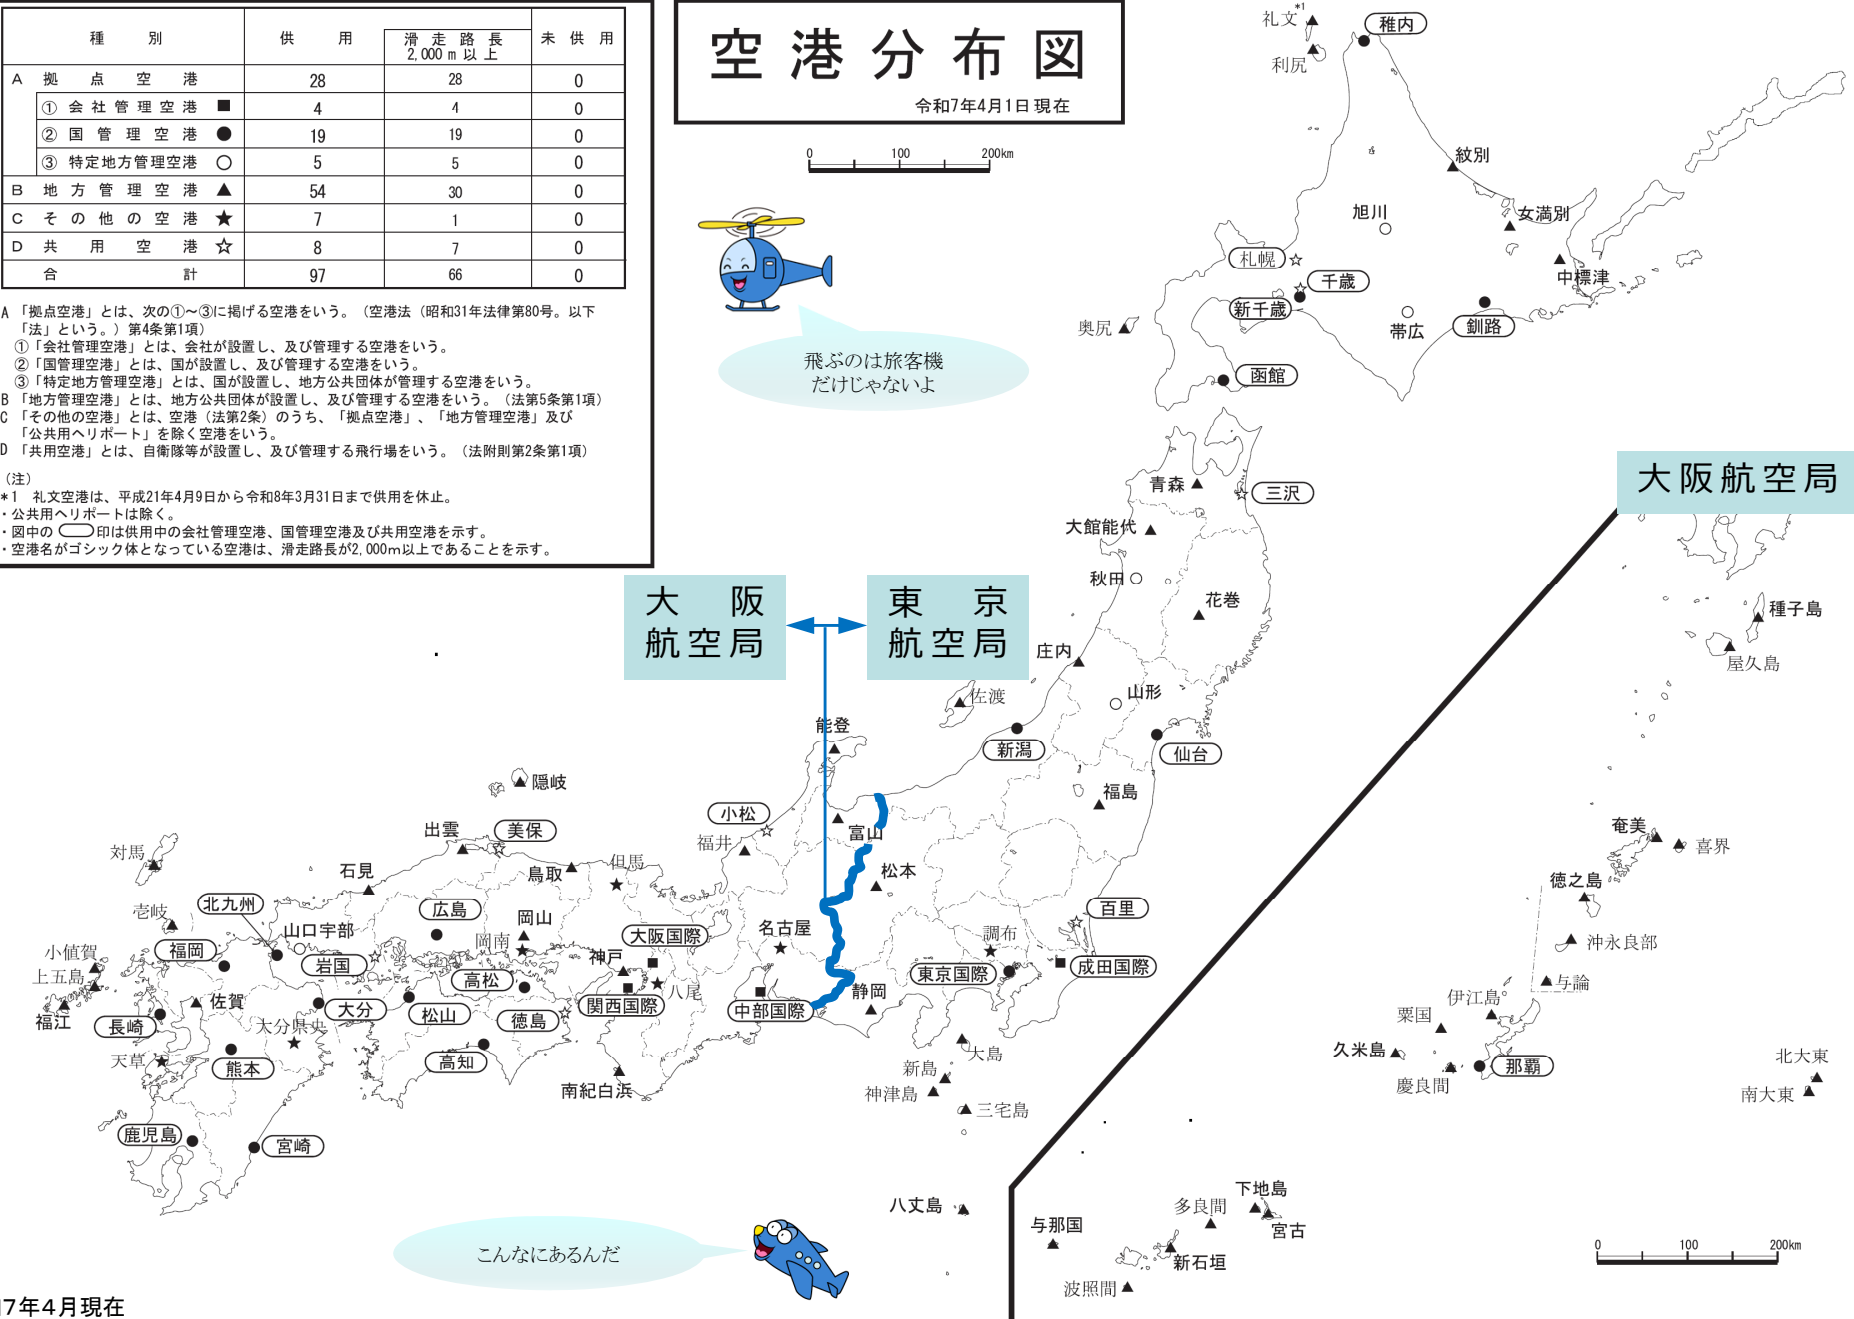 空港分布図
令和7年4月1日現在
0 100 200km
種別 供用 滑走路長2,000m以上 未供用
A 拠点空港 28 28 0
① 会社管理空港 ■ 4 4 0
② 国管理空港 ● 19 19 0
③ 特定地方管理空港 ○ 5 5 0
B 地方管理空港 ▲ 54 30 0
C その他の空港 ★ 7 1 0
D 共用空港 ☆ 8 7 0
合計 97 66 0
A 「拠点空港」とは、次の①～③に掲げる空港をいう。（空港法（昭和31年法律第80号。以下
「法」という。）第4条第1項）
①「会社管理空港」とは、会社が設置し、及び管理する空港をいう。
②「国管理空港」とは、国が設置し、及び管理する空港をいう。
③「特定地方管理空港」とは、国が設置し、地方公共団体が管理する空港をいう。
B 「地方管理空港」とは、地方公共団体が設置し、及び管理する空港をいう。（法第5条第1項）
C 「その他の空港」とは、空港（法第2条）のうち、「拠点空港」、「地方管理空港」及び
「公共用ヘリポート」を除く空港をいう。
D 「共用空港」とは、自衛隊等が設置し、及び管理する飛行場をいう。（法附則第2条第1項）
（注）
*1 礼文空港は、平成21年4月9日から令和8年3月31日まで供用を休止。
・公共用ヘリポートは除く。
・図中の 印は供用中の会社管理空港、国管理空港及び共用空港を示す。
・空港名がゴシック体となっている空港は、滑走路長が2,000m以上であることを示す。
飛ぶのは旅客機
だけじゃないよ
大阪
航空局
東京
航空局
大阪航空局
礼文*1
稚内
利尻
紋別
旭川
女満別
札幌
千歳
中標津
新千歳
帯広
釧路
奥尻
函館
青森
三沢
大館能代
秋田
花巻
庄内
山形
佐渡
新潟
仙台
福島
能登
小松
福井
富山
松本
百里
調布
成田国際
東京国際
名古屋
静岡
中部国際
大島
新島
神津島
三宅島
八丈島
隠岐
出雲
美保
石見
鳥取
但馬
広島
岡山
岡南
大阪国際
神戸
八尾
関西国際
南紀白浜
高松
徳島
松山
高知
対馬
壱岐
北九州
山口宇部
岩国
福岡
小値賀
上五島
福江
佐賀
大分
長崎
大分県央
天草
熊本
鹿児島
宮崎
種子島
屋久島
奄美
喜界
徳之島
沖永良部
与論
伊江島
粟国
久米島
慶良間
那覇
北大東
南大東
多良間
下地島
宮古
与那国
新石垣
波照間
0 100 200km
こんなにあるんだ
7年4月現在